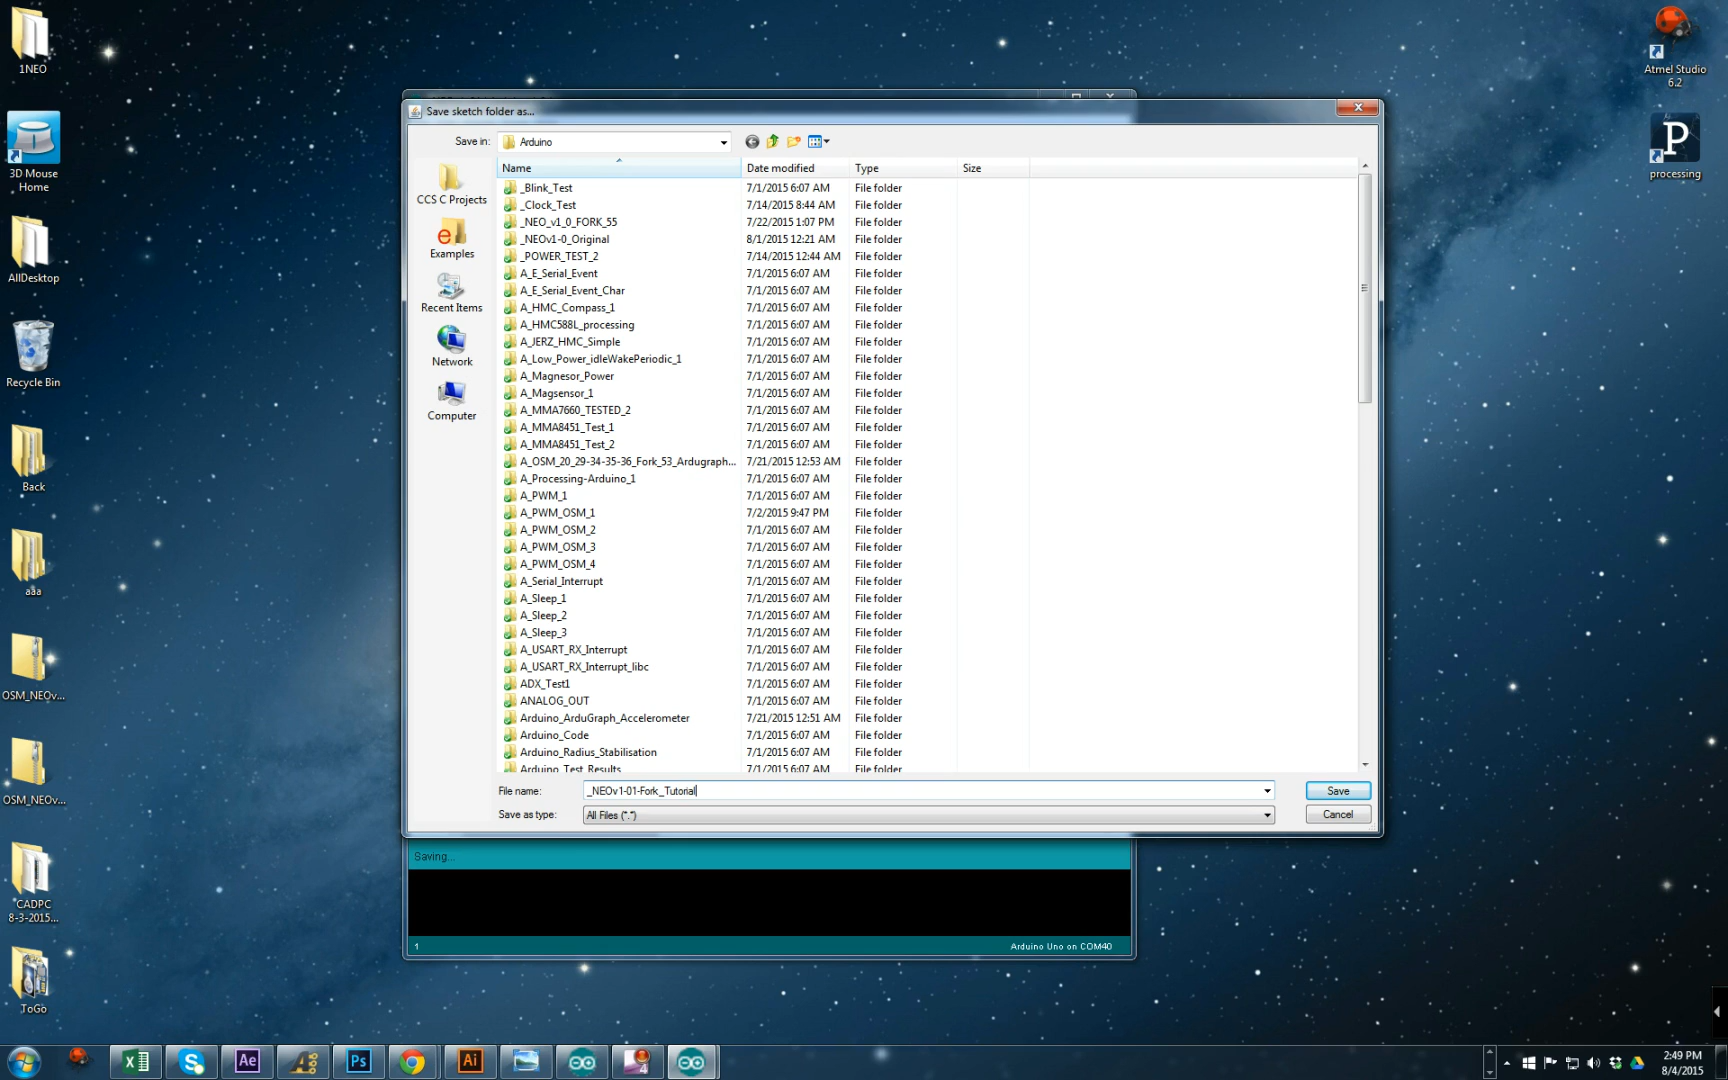 1NEO
3D Mouse
Home
AllDesktop
Recycle Bin
Back
aaa
OSM_NEOv...
OSM_NEOv...
CADPC
8-3-2015...
ToGo
Atmel Studio
6.2
P
processing
Save sketch folder as...
Save in:
Arduino
CCS C Projects
Examples
Recent Items
Network
Computer
Name Date modified Type Size
_Blink_Test 7/1/2015 6:07 AM File folder
_Clock_Test 7/14/2015 8:44 AM File folder
_NEO_v1_0_FORK_55 7/22/2015 1:07 PM File folder
_NEOv1-0_Original 8/1/2015 12:21 AM File folder
_POWER_TEST_2 7/14/2015 12:44 AM File folder
A_E_Serial_Event 7/1/2015 6:07 AM File folder
A_E_Serial_Event_Char 7/1/2015 6:07 AM File folder
A_HMC_Compass_1 7/1/2015 6:07 AM File folder
A_HMC588L_processing 7/1/2015 6:07 AM File folder
A_JERZ_HMC_Simple 7/1/2015 6:07 AM File folder
A_Low_Power_idleWakePeriodic_1 7/1/2015 6:07 AM File folder
A_Magnesor_Power 7/1/2015 6:07 AM File folder
A_Magsensor_1 7/1/2015 6:07 AM File folder
A_MMA7660_TESTED_2 7/1/2015 6:07 AM File folder
A_MMA8451_Test_1 7/1/2015 6:07 AM File folder
A_MMA8451_Test_2 7/1/2015 6:07 AM File folder
A_OSM_20_29-34-35-36_Fork_53_Ardugraph... 7/21/2015 12:53 AM File folder
A_Processing-Arduino_1 7/1/2015 6:07 AM File folder
A_PWM_1 7/1/2015 6:07 AM File folder
A_PWM_OSM_1 7/2/2015 9:47 PM File folder
A_PWM_OSM_2 7/1/2015 6:07 AM File folder
A_PWM_OSM_3 7/1/2015 6:07 AM File folder
A_PWM_OSM_4 7/1/2015 6:07 AM File folder
A_Serial_Interrupt 7/1/2015 6:07 AM File folder
A_Sleep_1 7/1/2015 6:07 AM File folder
A_Sleep_2 7/1/2015 6:07 AM File folder
A_Sleep_3 7/1/2015 6:07 AM File folder
A_USART_RX_Interrupt 7/1/2015 6:07 AM File folder
A_USART_RX_Interrupt_libc 7/1/2015 6:07 AM File folder
ADX_Test1 7/1/2015 6:07 AM File folder
ANALOG_OUT 7/1/2015 6:07 AM File folder
Arduino_ArduGraph_Accelerometer 7/21/2015 12:51 AM File folder
Arduino_Code 7/1/2015 6:07 AM File folder
Arduino_Radius_Stabilisation 7/1/2015 6:07 AM File folder
Arduino_Test_Results 7/1/2015 6:07 AM File folder
File name: _NEOv1-01-Fork_Tutorial Save
Save as type: All Files (*.*) Cancel
Saving...
1 Arduino Uno on COM40
Ae
Ps
Ai
2:49 PM
8/4/2015